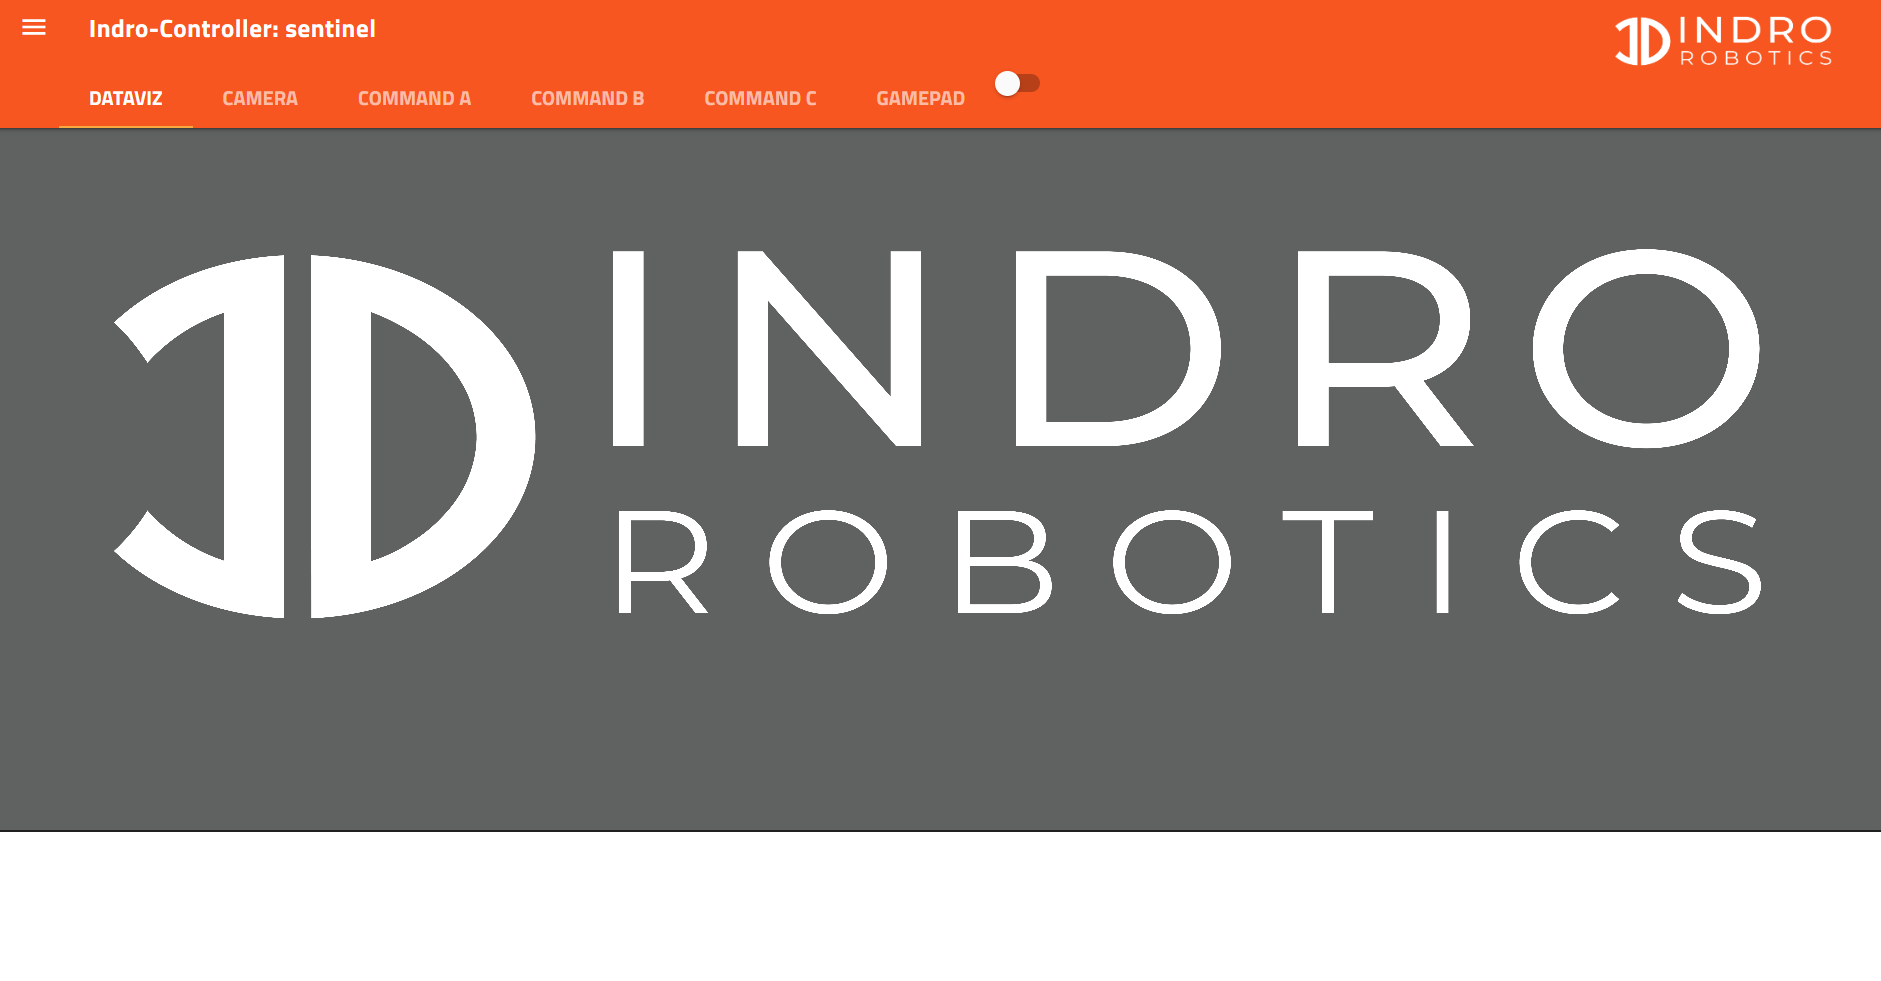 Indro-Controller: sentinel
INDRO
ROBOTICS
DATAVIZ CAMERA COMMAND A COMMAND B COMMAND C GAMEPAD
INDRO
ROBOTICS